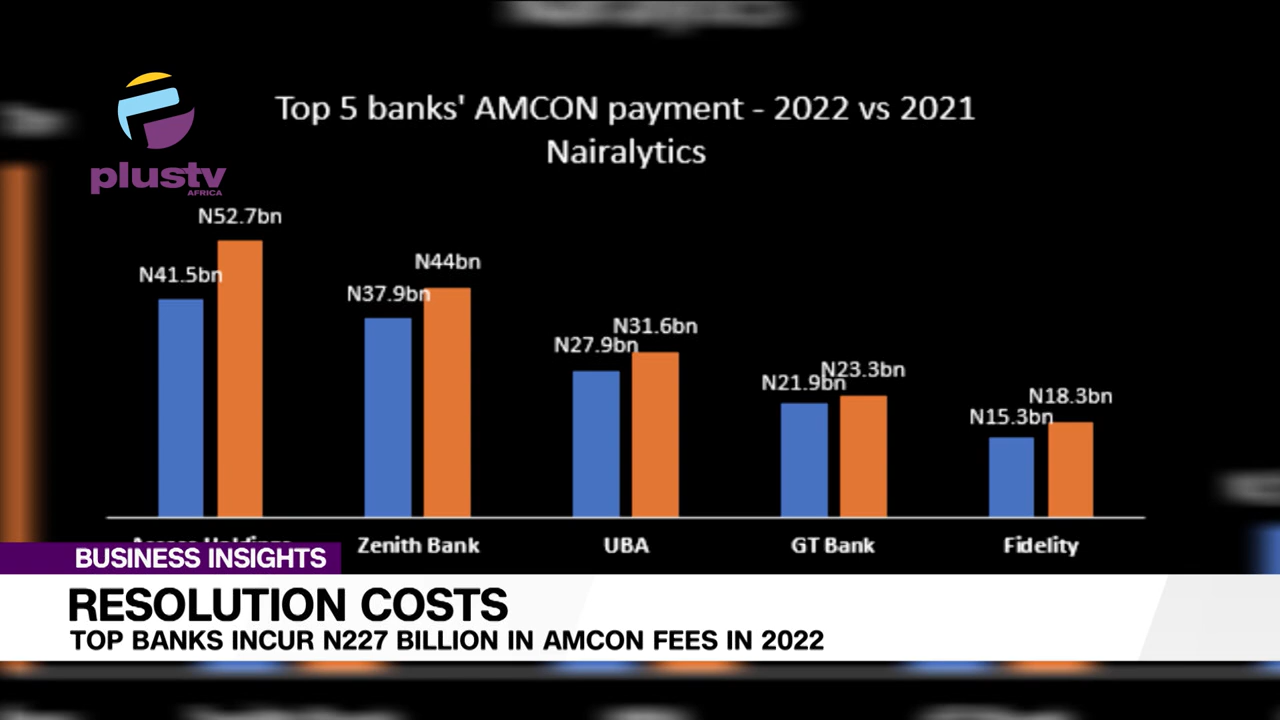 plustv
AFRICA
Top 5 banks' AMCON payment - 2022 vs 2021
Nairalytics
N41.5bn
N52.7bn
N37.9bn
N44bn
N27.9bn
N31.6bn
N21.9bn
N23.3bn
N15.3bn
N18.3bn
Zenith Bank
UBA
GT Bank
Fidelity
BUSINESS INSIGHTS
RESOLUTION COSTS
TOP BANKS INCUR N227 BILLION IN AMCON FEES IN 2022